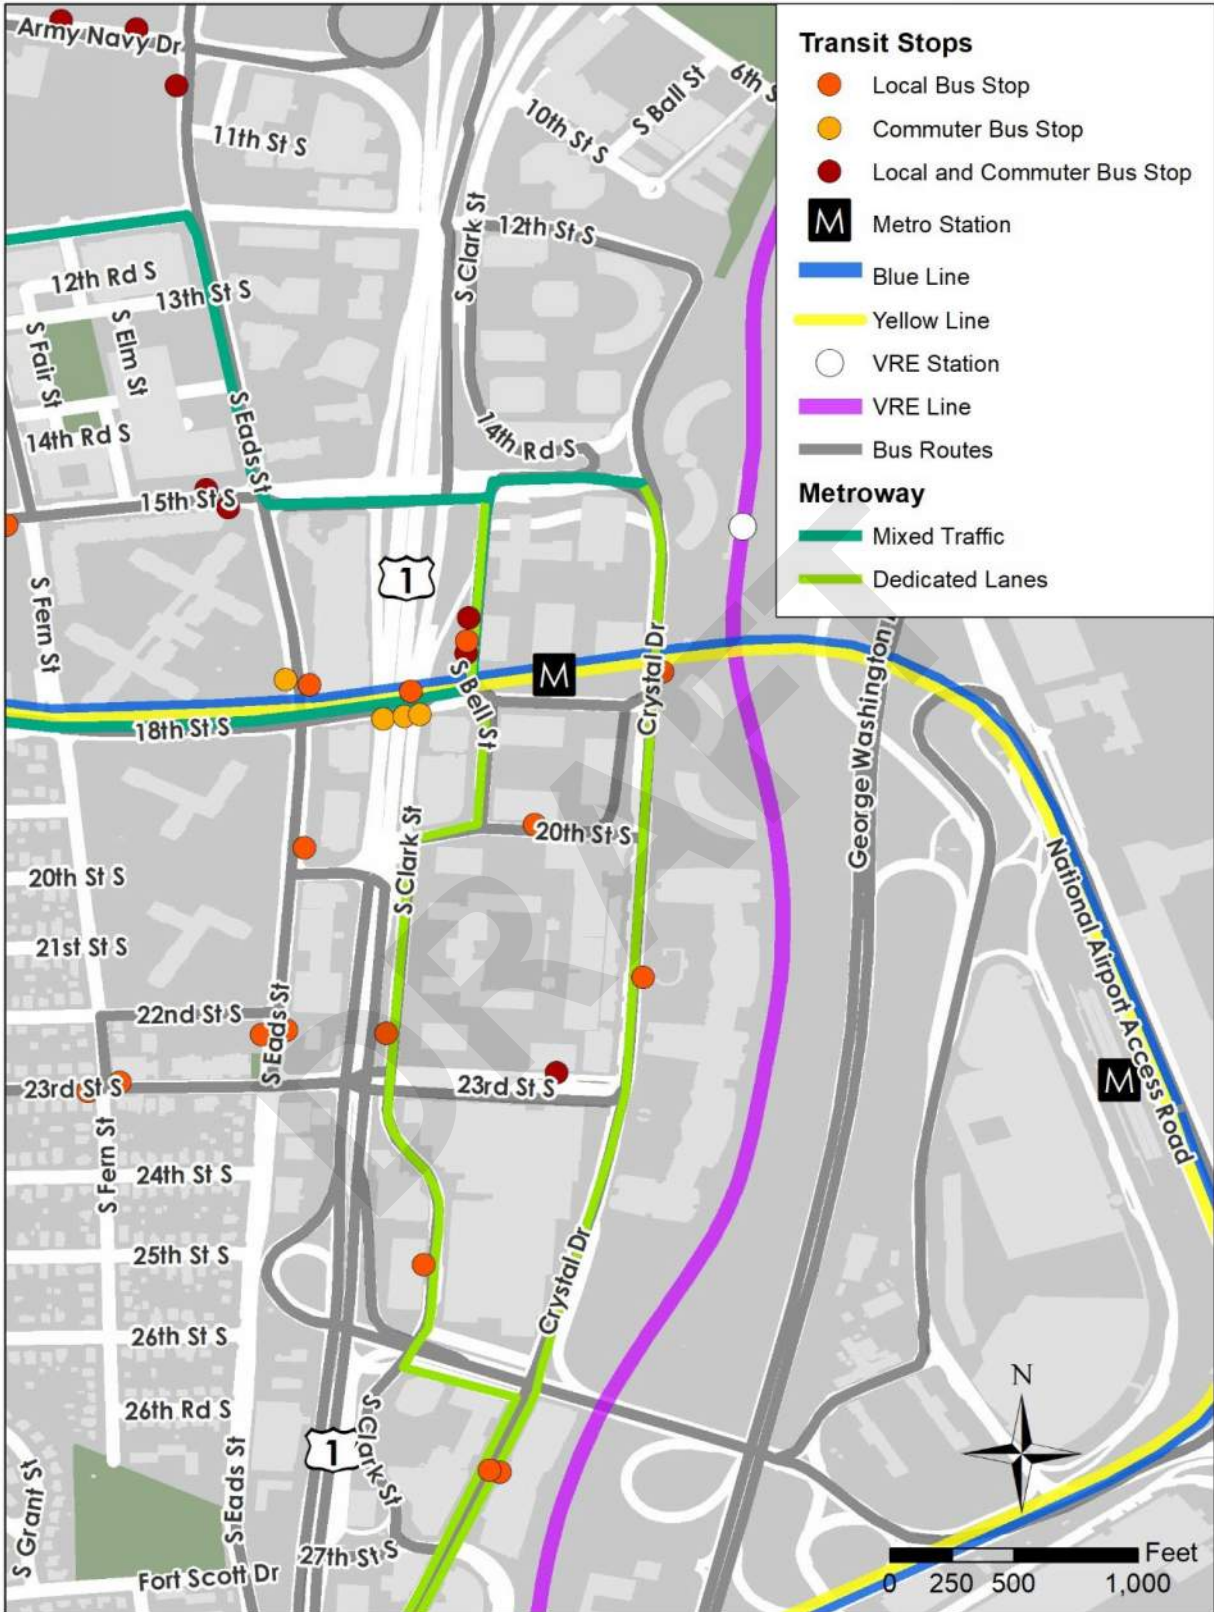 Army Navy Dr
11th St S
10th St S
S Ball St
6th S
S Clark St
12th St S
12th Rd S
13th St S
S Fair St
S Elm St
S Eads St
14th Rd S
14th Rd S
15th St S
1
S Fern St
M
S Bell St
Crystal Dr
18th St S
George Washington
S Clark St
20th St S
20th St S
21st St S
National Airport Access Road
22nd St S
S Eads St
23rd St S
23rd St S
M
S Fern St
24th St S
25th St S
Crystal Dr
26th St S
26th Rd S
S Clark St
1
S Grant St
S Eads St
27th St S
Fort Scott Dr
N
Feet
0 250 500 1,000
Transit Stops
Local Bus Stop
Commuter Bus Stop
Local and Commuter Bus Stop
M Metro Station
Blue Line
Yellow Line
VRE Station
VRE Line
Bus Routes
Metroway
Mixed Traffic
Dedicated Lanes
DRAFT